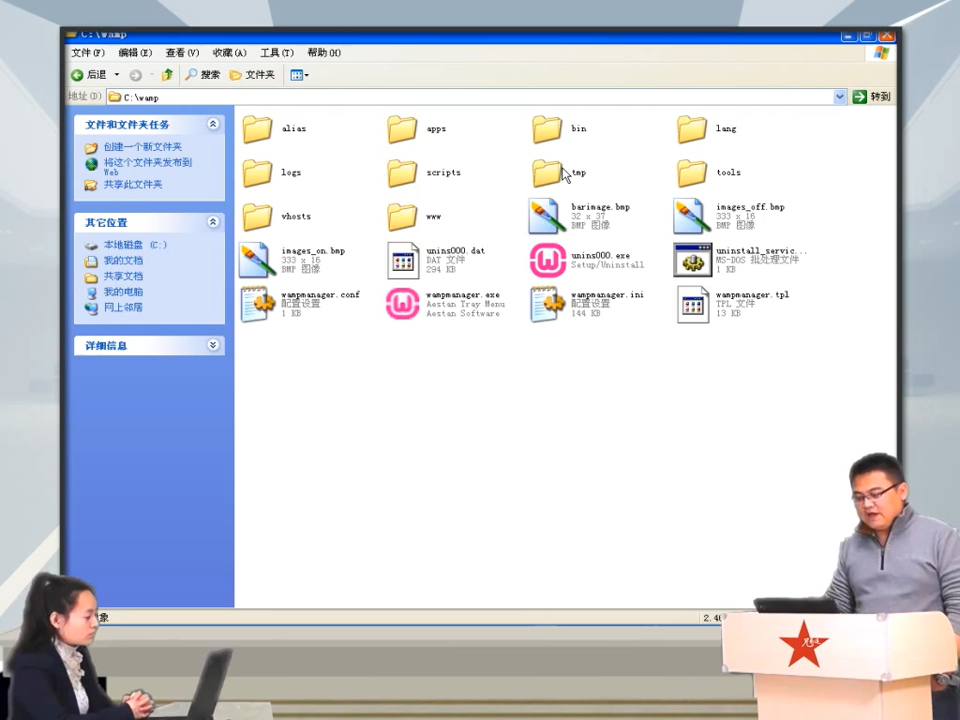 C:\wamp
文件(F) 编辑(E) 查看(V) 收藏(A) 工具(T) 帮助(H)
后退 搜索 文件夹
地址(D) C:\wamp 转到
文件和文件夹任务
创建一个新文件夹
将这个文件夹发布到
Web
共享此文件夹
其它位置
本地磁盘 (C:)
我的文档
共享文档
我的电脑
网上邻居
详细信息
alias
apps
bin
lang
logs
scripts
tmp
tools
vhosts
www
barimage.bmp
32 x 37
BMP 图像
images_off.bmp
333 x 16
BMP 图像
images_on.bmp
333 x 16
BMP 图像
unins000.dat
DAT 文件
294 KB
unins000.exe
Setup/Uninstall
uninstall_servic...
MS-DOS 批处理文件
1 KB
wampmanager.conf
配置设置
1 KB
wampmanager.exe
Aestan Tray Menu
Aestan Software
wampmanager.ini
配置设置
144 KB
wampmanager.tpl
TPL 文件
13 KB
象